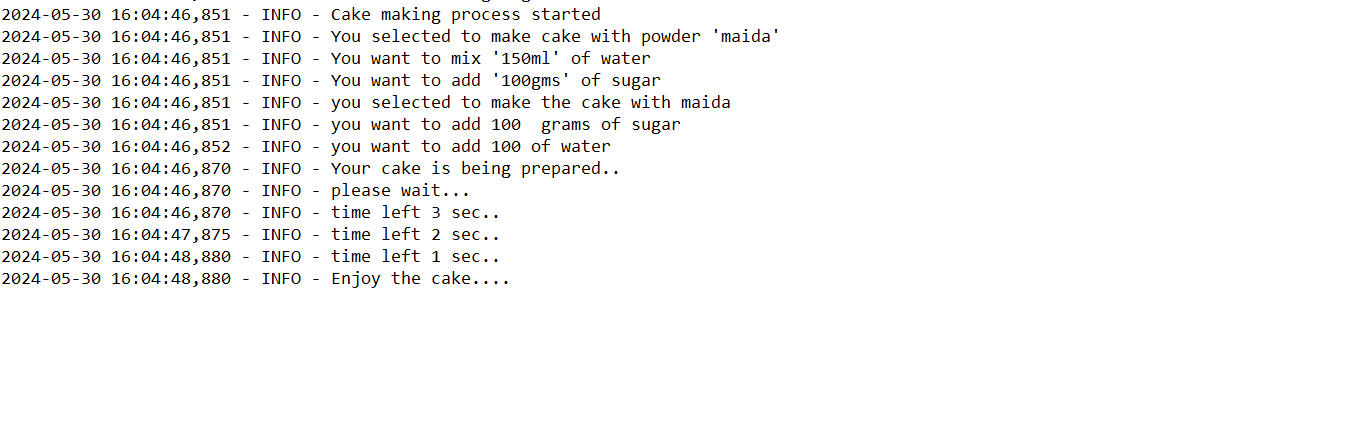 2024-05-30 16:04:46,851 - INFO - Cake making process started
2024-05-30 16:04:46,851 - INFO - You selected to make cake with powder 'maida'
2024-05-30 16:04:46,851 - INFO - You want to mix '150ml' of water
2024-05-30 16:04:46,851 - INFO - You want to add '100gms' of sugar
2024-05-30 16:04:46,851 - INFO - you selected to make the cake with maida
2024-05-30 16:04:46,851 - INFO - you want to add 100  grams of sugar
2024-05-30 16:04:46,852 - INFO - you want to add 100 of water
2024-05-30 16:04:46,870 - INFO - Your cake is being prepared..
2024-05-30 16:04:46,870 - INFO - please wait...
2024-05-30 16:04:46,870 - INFO - time left 3 sec..
2024-05-30 16:04:47,875 - INFO - time left 2 sec..
2024-05-30 16:04:48,880 - INFO - time left 1 sec..
2024-05-30 16:04:48,880 - INFO - Enjoy the cake....